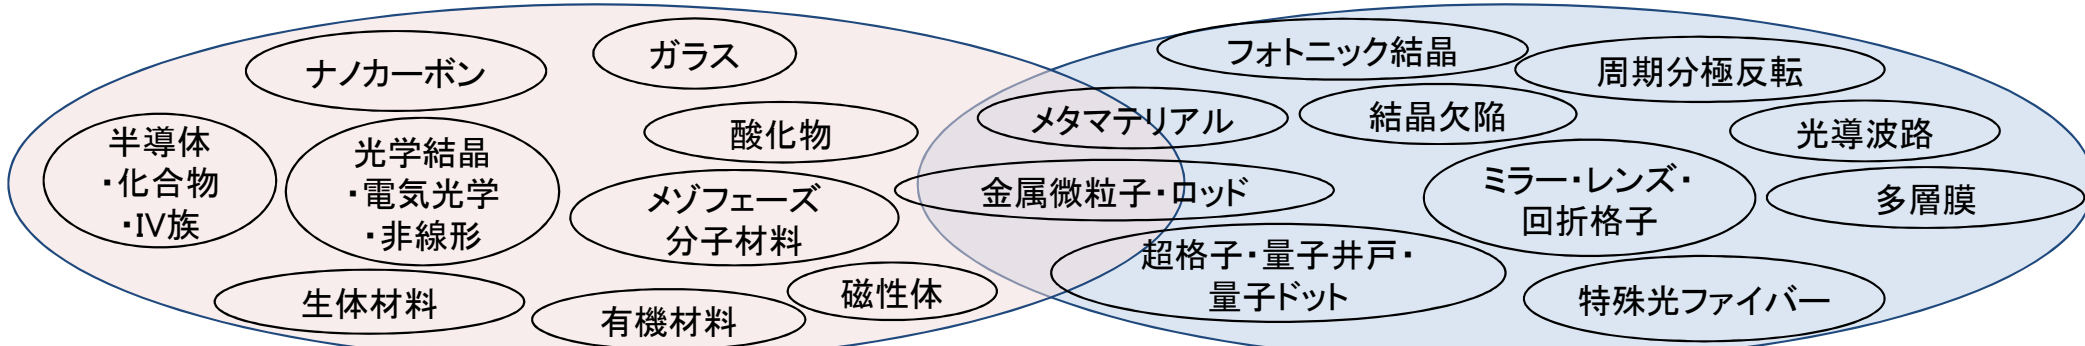 ナノカーボン
ガラス
半導体
・化合物
・IV族
光学結晶
・電気光学
・非線形
酸化物
メゾフェーズ
分子材料
生体材料
有機材料
磁性体
メタマテリアル
金属微粒子・ロッド
超格子・量子井戸・
量子ドット
フォトニック結晶
周期分極反転
結晶欠陥
光導波路
ミラー・レンズ・
回折格子
多層膜
特殊光ファイバー